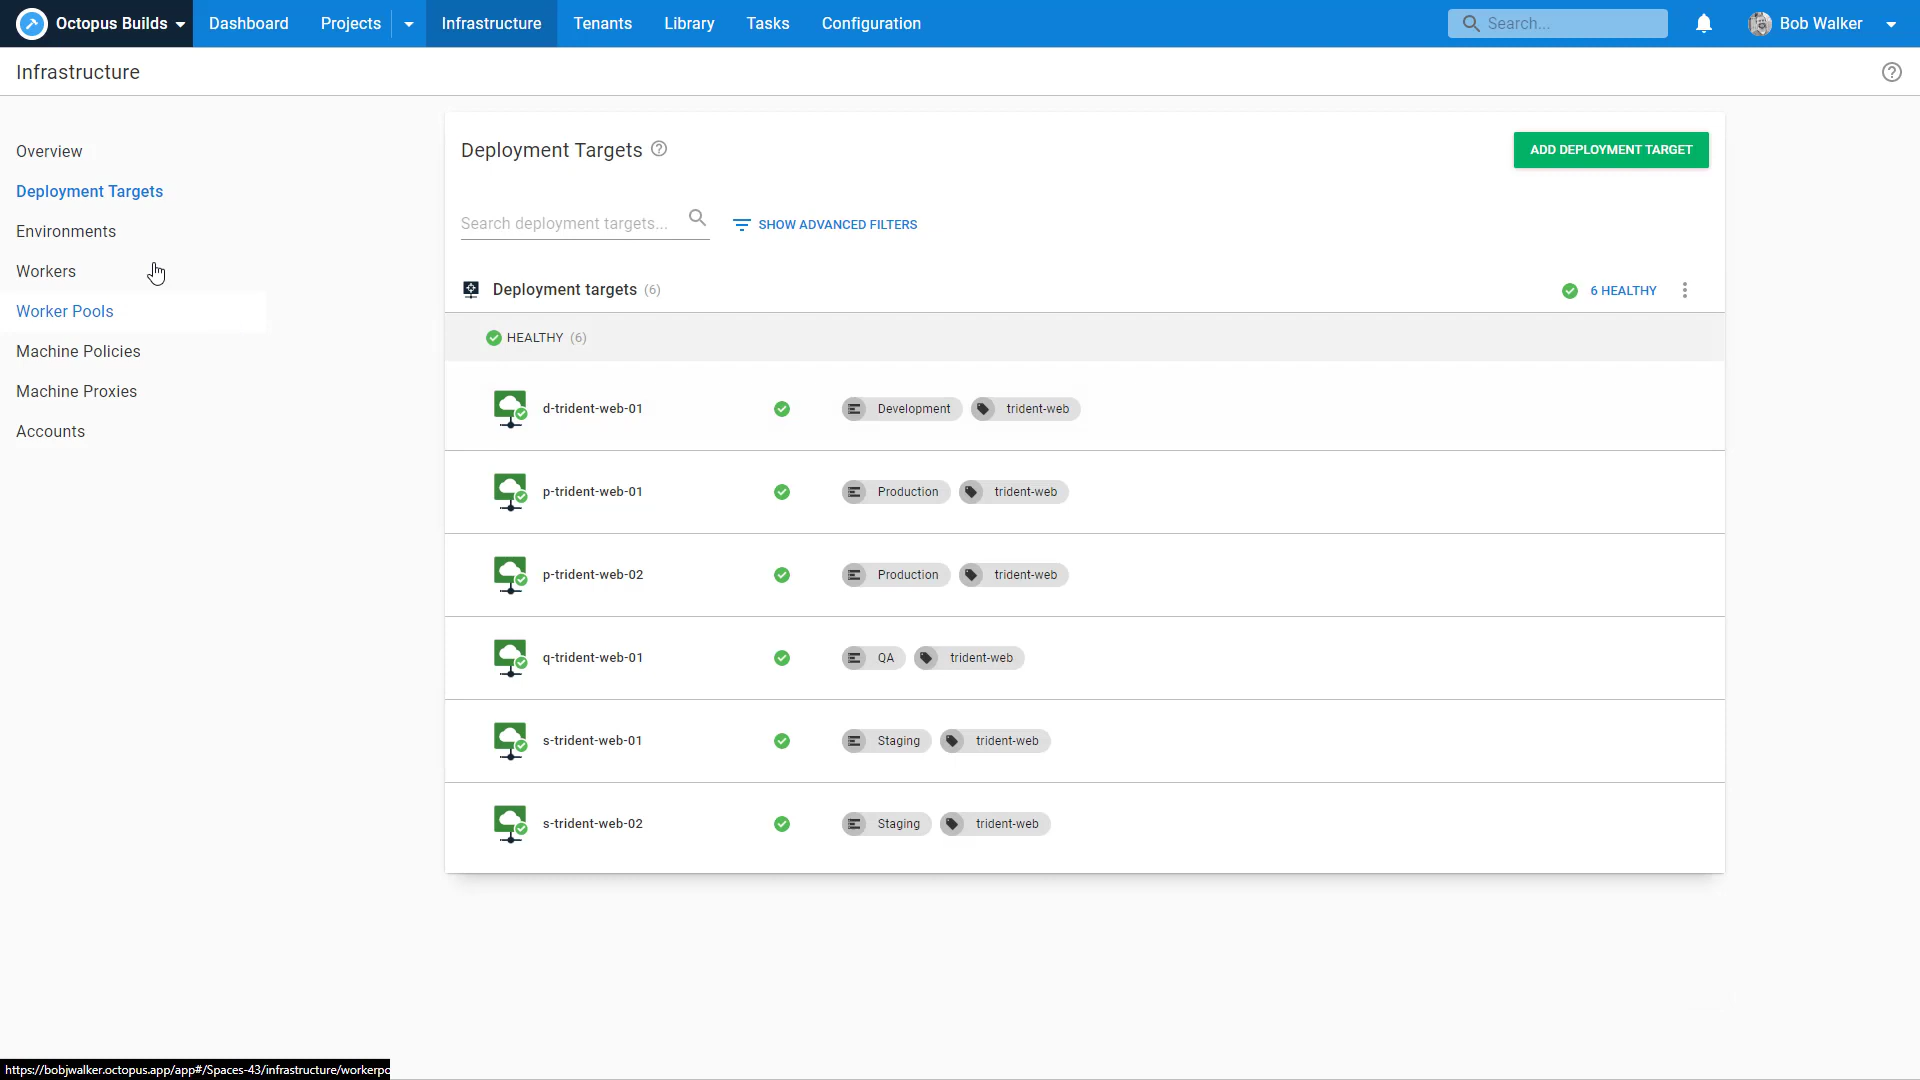 Octopus Builds Dashboard Projects Infrastructure Tenants Library Tasks Configuration Search... Bob Walker
Infrastructure
Overview
Deployment Targets
Environments
Workers
Worker Pools
Machine Policies
Machine Proxies
Accounts
Deployment Targets
ADD DEPLOYMENT TARGET
Search deployment targets...
SHOW ADVANCED FILTERS
Deployment targets (6)
6 HEALTHY
HEALTHY (6)
d-trident-web-01 Development trident-web
p-trident-web-01 Production trident-web
p-trident-web-02 Production trident-web
q-trident-web-01 QA trident-web
s-trident-web-01 Staging trident-web
s-trident-web-02 Staging trident-web
https://bobjwalker.octopus.app/app#/Spaces-43/infrastructure/workerpo